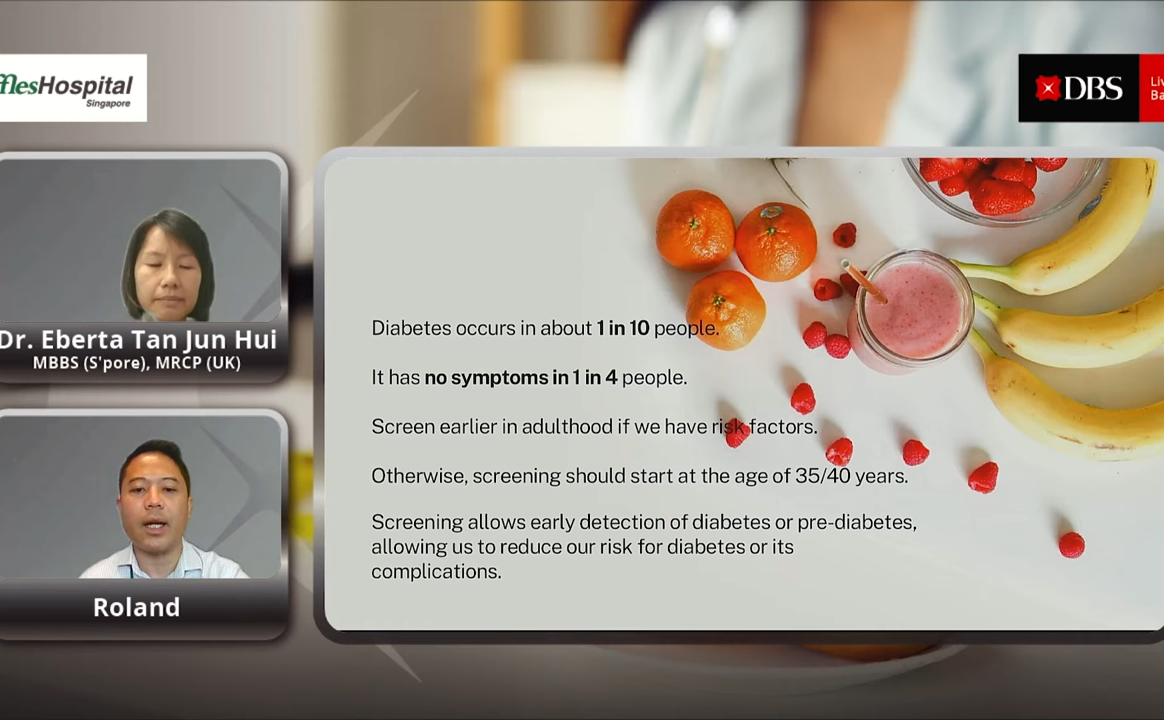 flesHospital
Singapore
DBS
Dr. Eberta Tan Jun Hui
MBBS (S'pore), MRCP (UK)
Roland
Diabetes occurs in about 1 in 10 people.
It has no symptoms in 1 in 4 people.
Screen earlier in adulthood if we have risk factors.
Otherwise, screening should start at the age of 35/40 years.
Screening allows early detection of diabetes or pre-diabetes,
allowing us to reduce our risk for diabetes or its
complications.